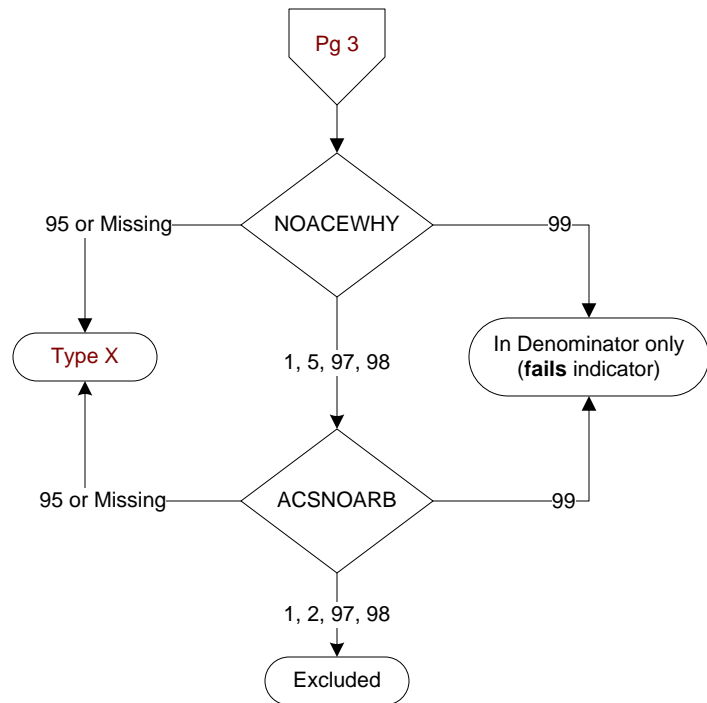 Pg 3
NOACEWHY
95 or Missing
99
Type X
In Denominator only
(fails indicator)
1, 5, 97, 98
ACSNOARB
95 or Missing
99
1, 2, 97, 98
Excluded